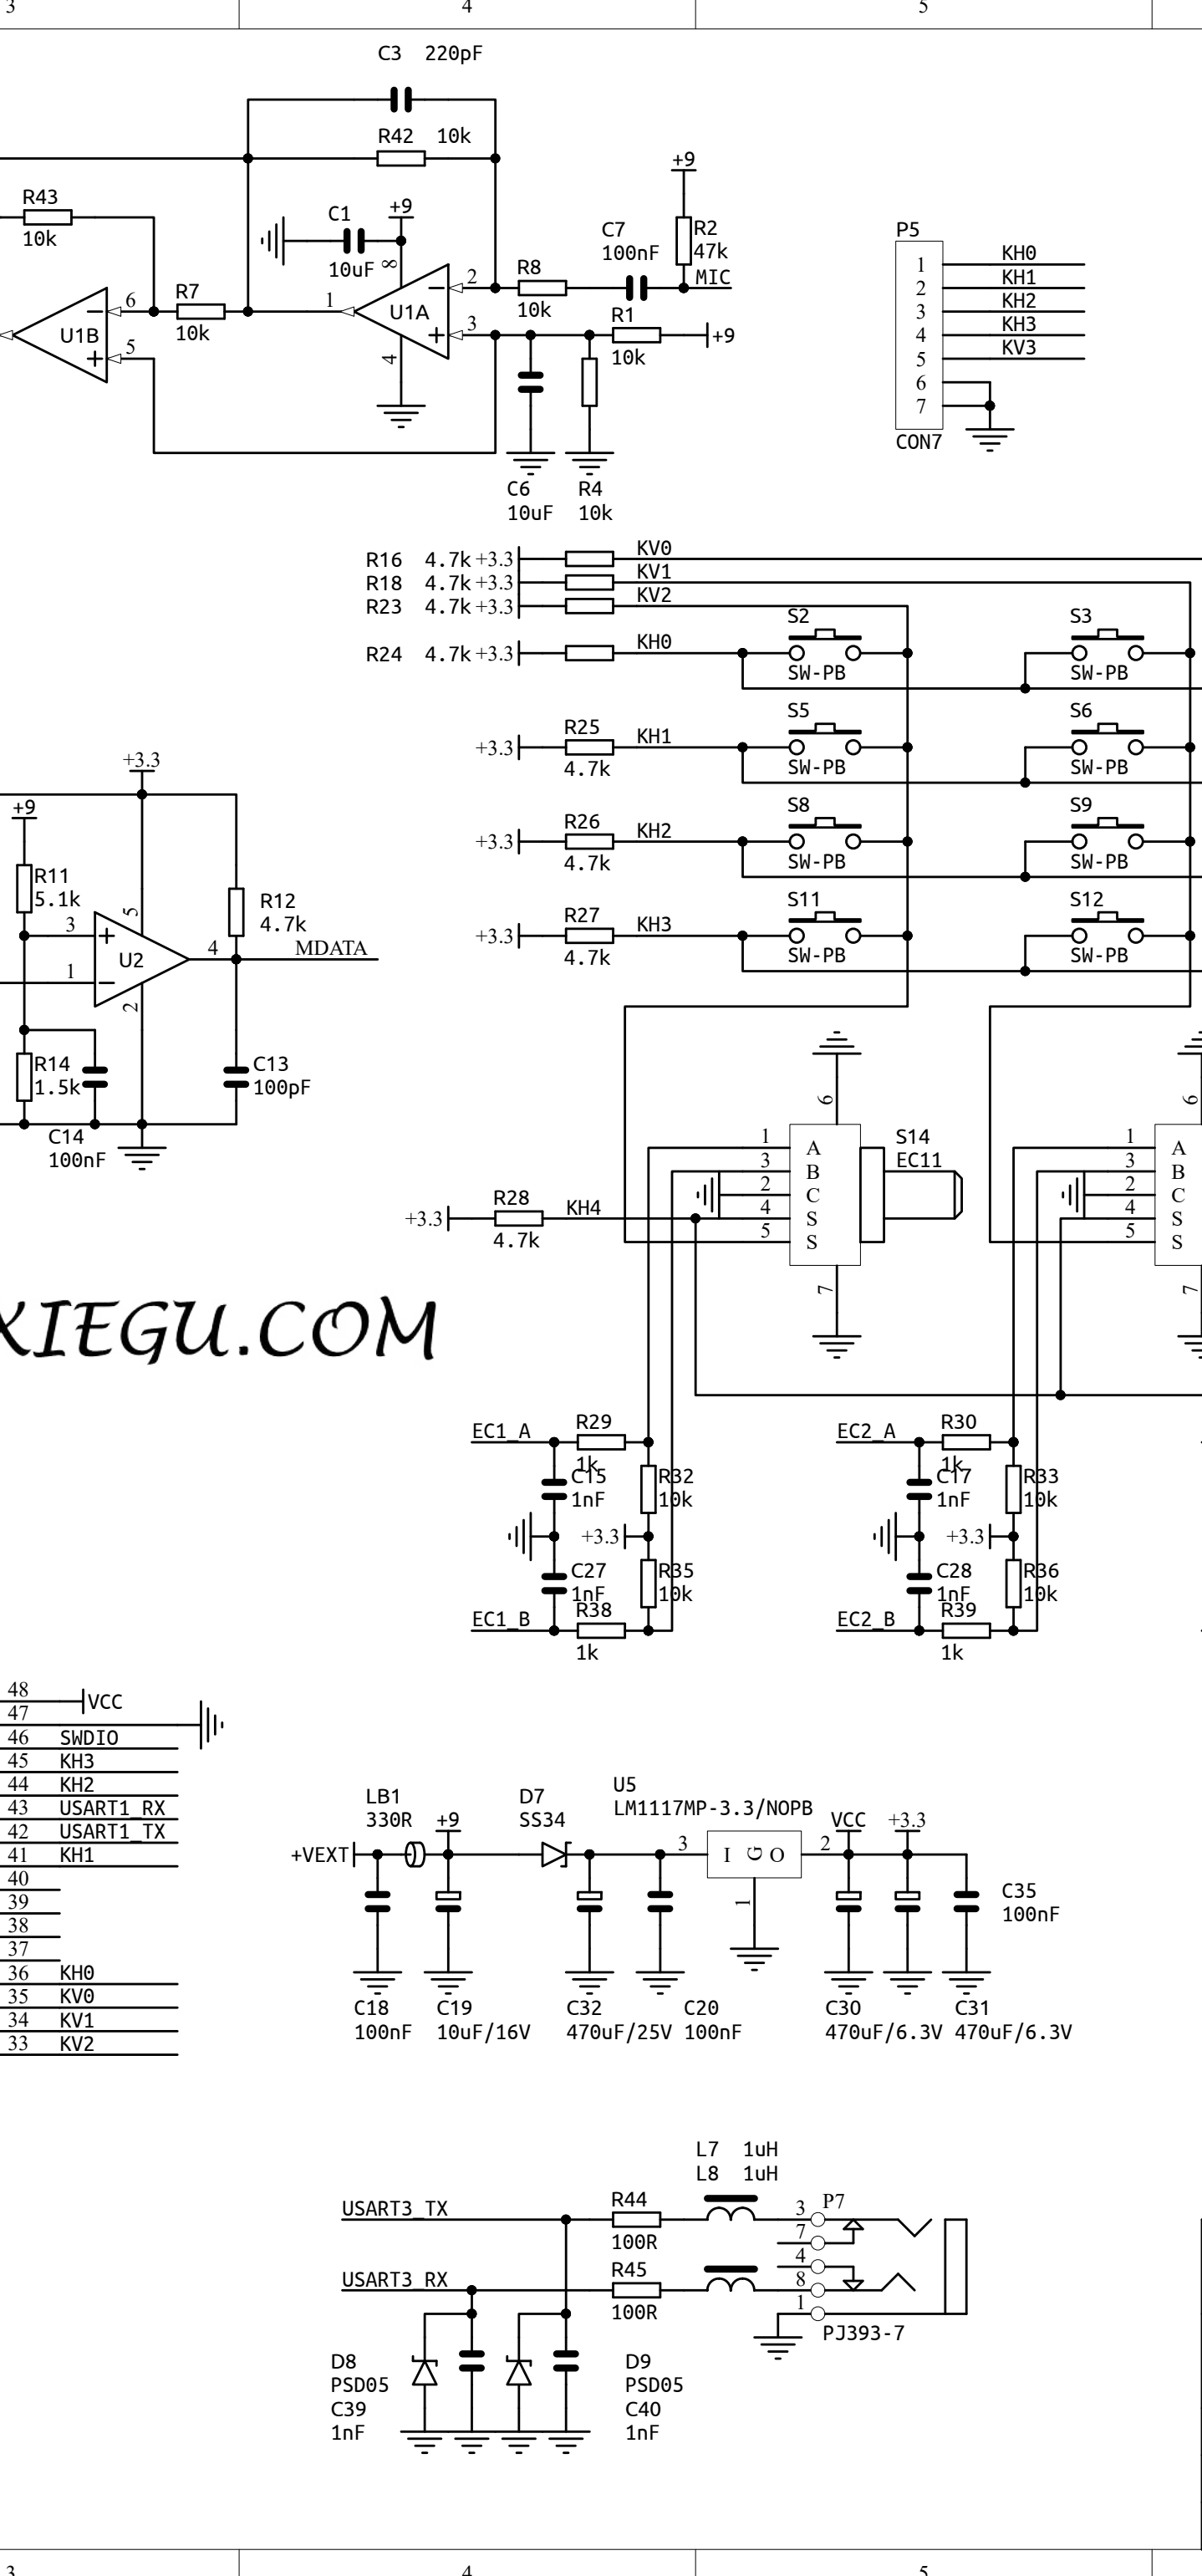 3 4 5
C3 220pF
R42 10k
+9
R43
10k
C1
+9
10uF
8
C7
100nF
R2
47k
MIC
R8
10k
2
1
U1A
3
4
R1
10k
+9
6
R7
10k
U1B
5
C6
10uF
R4
10k
P5
1 KH0
2 KH1
3 KH2
4 KH3
5 KV3
6
7
CON7
R16 4.7k +3.3 KV0
R18 4.7k +3.3 KV1
R23 4.7k +3.3 KV2
R24 4.7k +3.3 KH0
S2
SW-PB
S3
SW-PB
R25
+3.3 KH1
4.7k
S5
SW-PB
S6
SW-PB
R26
+3.3 KH2
4.7k
S8
SW-PB
S9
SW-PB
R27
+3.3 KH3
4.7k
S11
SW-PB
S12
SW-PB
+3.3
+9
R11
5.1k
3
5
+
U2
4
R12
4.7k
MDATA
1
2
R14
1.5k
C13
100pF
C14
100nF
6
1 A
3 B
2 C
4 S
5 S
7
S14
EC11
R28
+3.3 KH4
4.7k
6
1 A
3 B
2 C
4 S
5 S
7
XIEGU.COM
EC1_A
R29
1k
C15
1nF
R32
10k
+3.3
C27
1nF
R35
10k
EC1_B
R38
1k
EC2_A
R30
1k
C17
1nF
R33
10k
+3.3
C28
1nF
R36
10k
EC2_B
R39
1k
48 VCC
47
46 SWDIO
45 KH3
44 KH2
43 USART1_RX
42 USART1_TX
41 KH1
40
39
38
37
36 KH0
35 KV0
34 KV1
33 KV2
LB1
330R
+9
D7
SS34
U5
LM1117MP-3.3/NOPB
+VEXT
3 I G O 2
1
VCC +3.3
C35
100nF
C18
100nF
C19
10uF/16V
C32
470uF/25V
C20
100nF
C30
470uF/6.3V
C31
470uF/6.3V
L7 1uH
L8 1uH
USART3_TX
R44
100R
3 P7
7
4
USART3_RX
R45
100R
8
1
PJ393-7
D8
PSD05
C39
1nF
D9
PSD05
C40
1nF
3 4 5